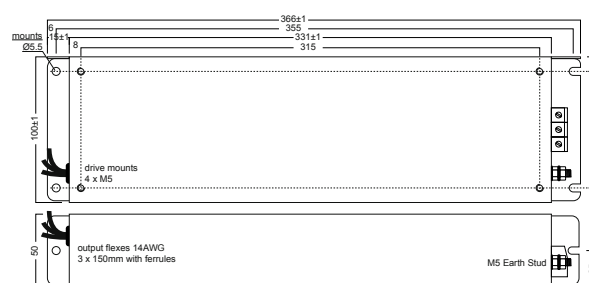 366±1
6
355
mounts
15±1
331±1
Ø5.5
8
315
100±1
drive mounts
4 x M5
50
output flexes 14AWG
3 x 150mm with ferrules
M5 Earth Stud